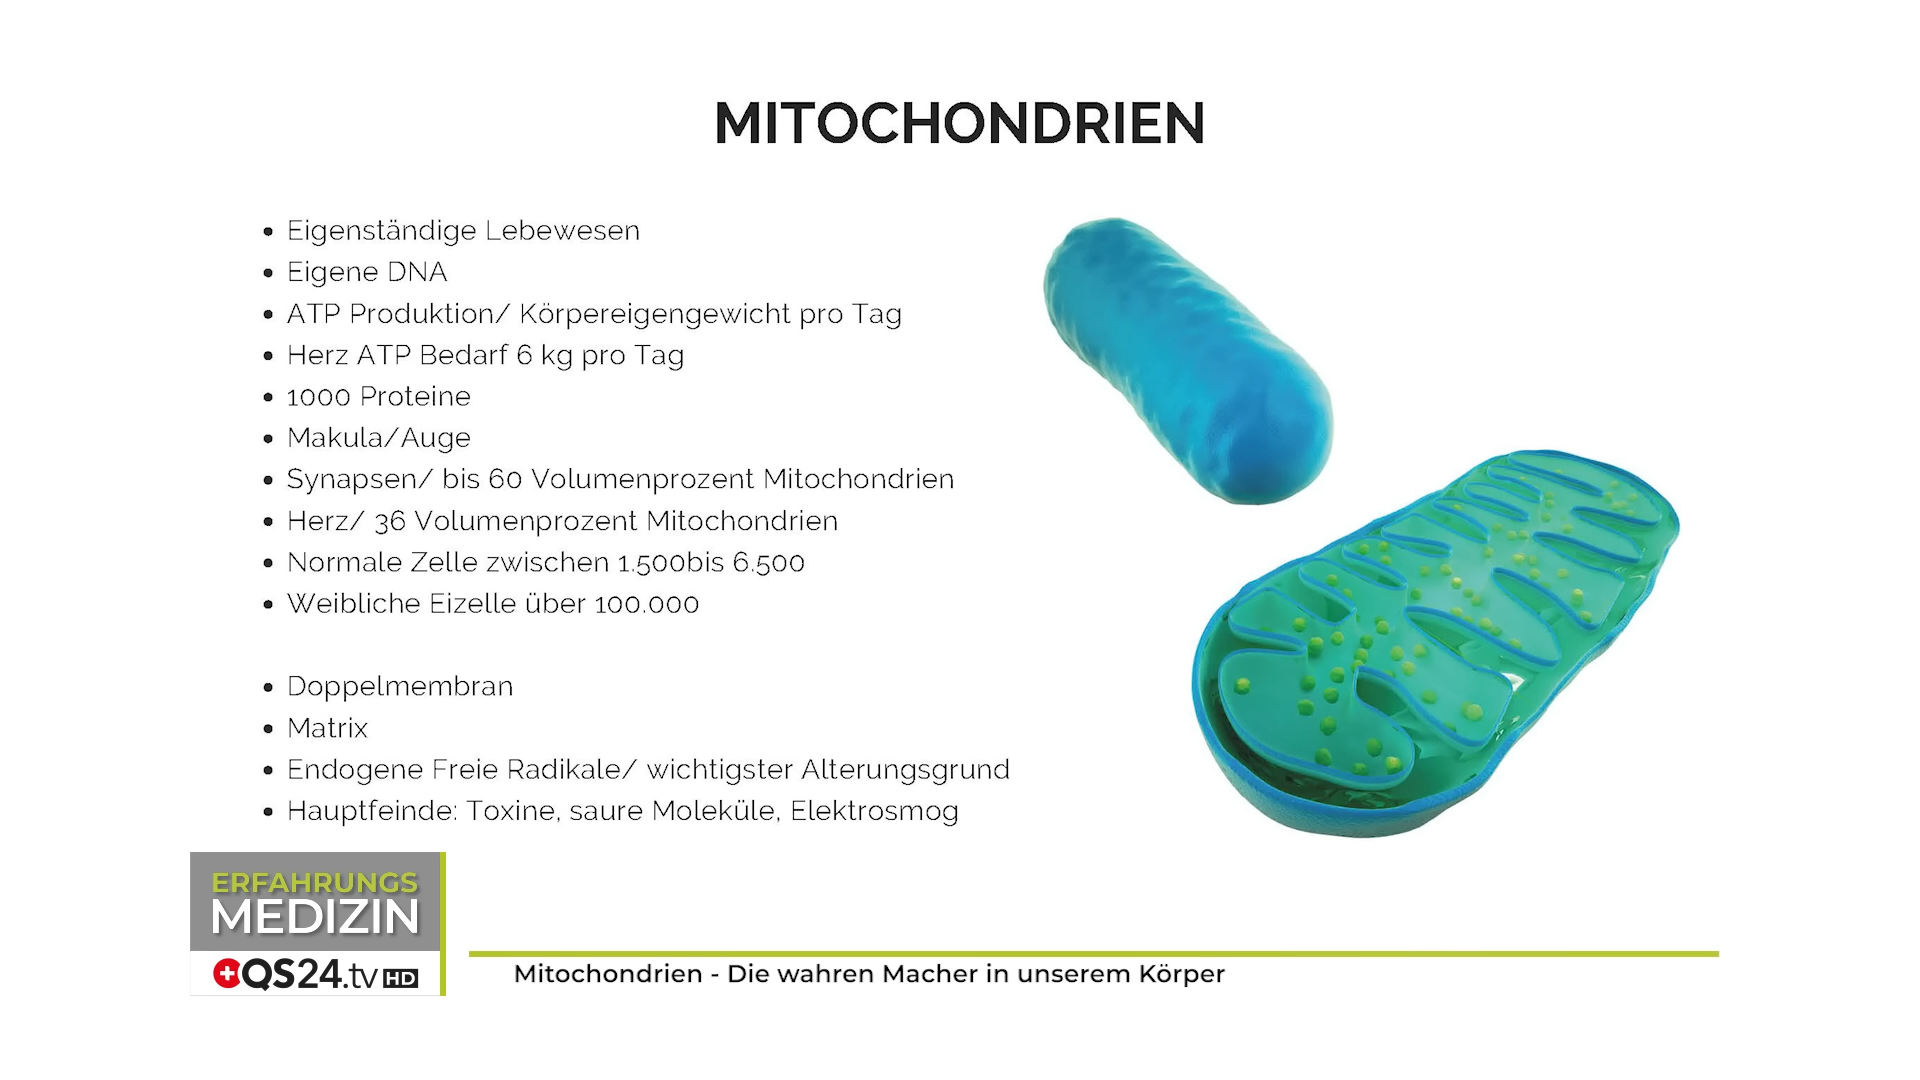 MITOCHONDRIEN
• Eigenständige Lebewesen
• Eigene DNA
• ATP Produktion/ Körpereigengewicht pro Tag
• Herz ATP Bedarf 6 kg pro Tag
• 1000 Proteine
• Makula/Auge
• Synapsen/ bis 60 Volumenprozent Mitochondrien
• Herz/ 36 Volumenprozent Mitochondrien
• Normale Zelle zwischen 1.500bis 6.500
• Weibliche Eizelle über 100.000
• Doppelmembran
• Matrix
• Endogene Freie Radikale/ wichtigster Alterungsgrund
• Hauptfeinde: Toxine, saure Moleküle, Elektrosmog
ERFAHRUNGS
MEDIZIN
QS24.tv HD
Mitochondrien - Die wahren Macher in unserem Körper